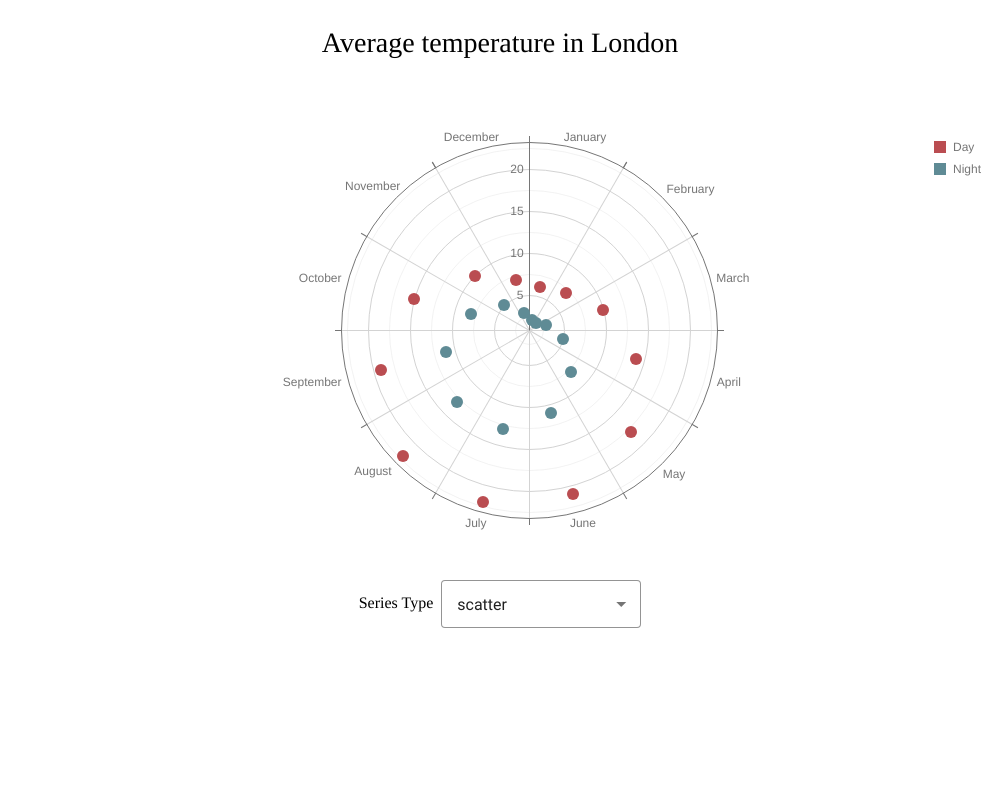 Average temperature in London
December
January
November
February
October
March
September
April
August
May
July
June
20
15
10
5
Day
Night
Series Type
scatter